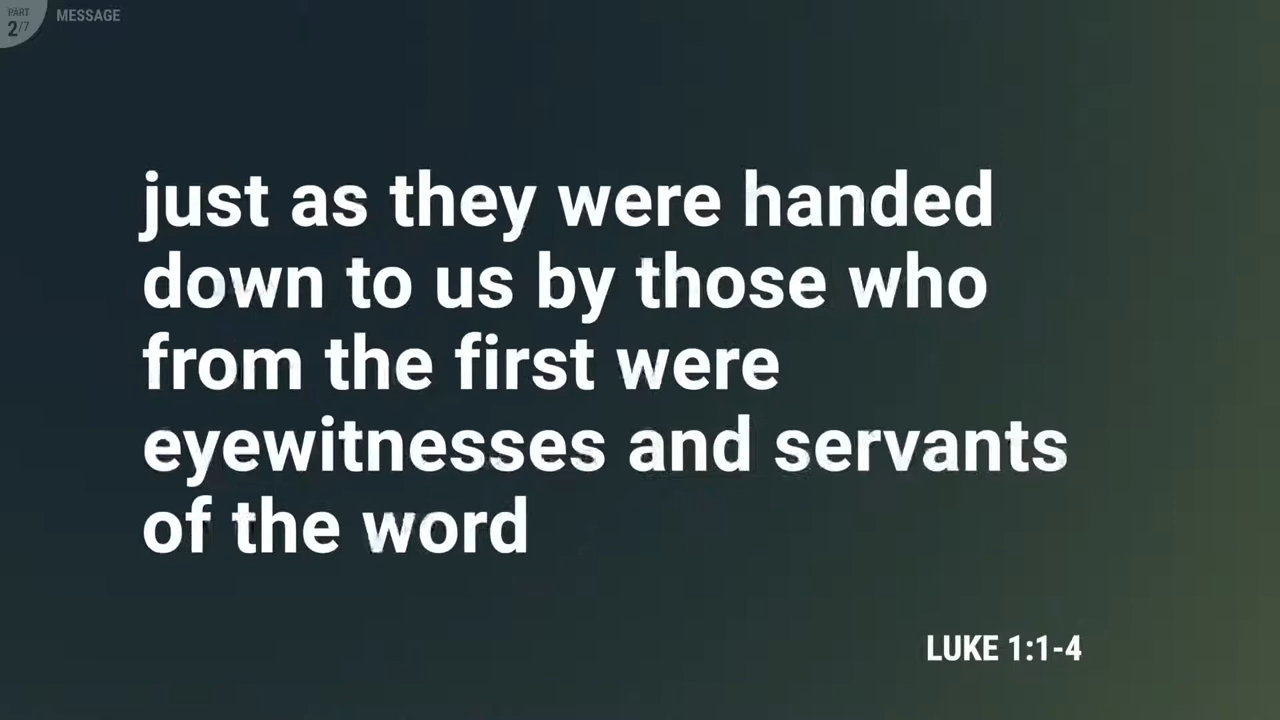 PART
2/7
MESSAGE
just as they were handed
down to us by those who
from the first were
eyewitnesses and servants
of the word
LUKE 1:1-4